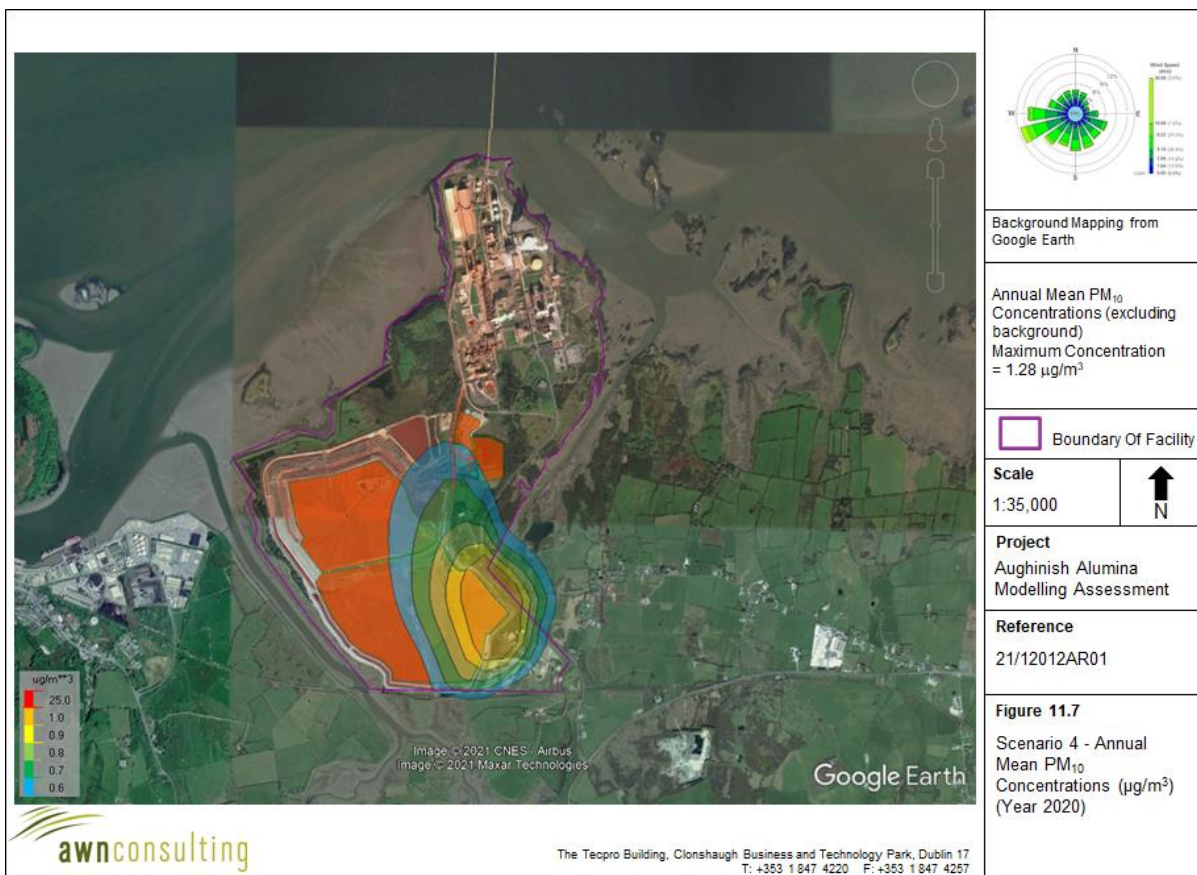 N
W
E
S
12%
Wind Speed
Background Mapping from
Google Earth
Annual Mean PM₁₀
Concentrations (excluding
background)
Maximum Concentration
= 1.28 µg/m³
Boundary Of Facility
Scale
1:35,000
N
Project
Aughinish Alumina
Modelling Assessment
Reference
21/12012AR01
Figure 11.7
Scenario 4 - Annual
Mean PM₁₀
Concentrations (µg/m³)
(Year 2020)
ug/m**3
25.0
1.0
0.9
0.8
0.7
0.6
Image © 2021 CNES / Airbus
Image © 2021 Maxar Technologies
Google Earth
awnconsulting
The Tecpro Building, Clonshaugh Business and Technology Park, Dublin 17
T: +353 1 847 4220 F: +353 1 847 4257